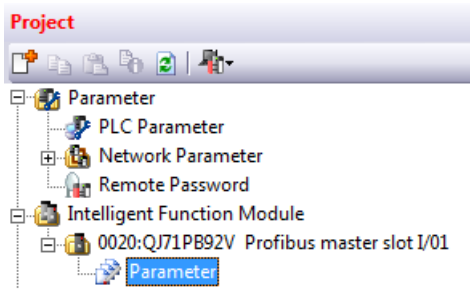 Project
Parameter
PLC Parameter
Network Parameter
Remote Password
Intelligent Function Module
0020:QJ71PB92V Profibus master slot I/01
Parameter